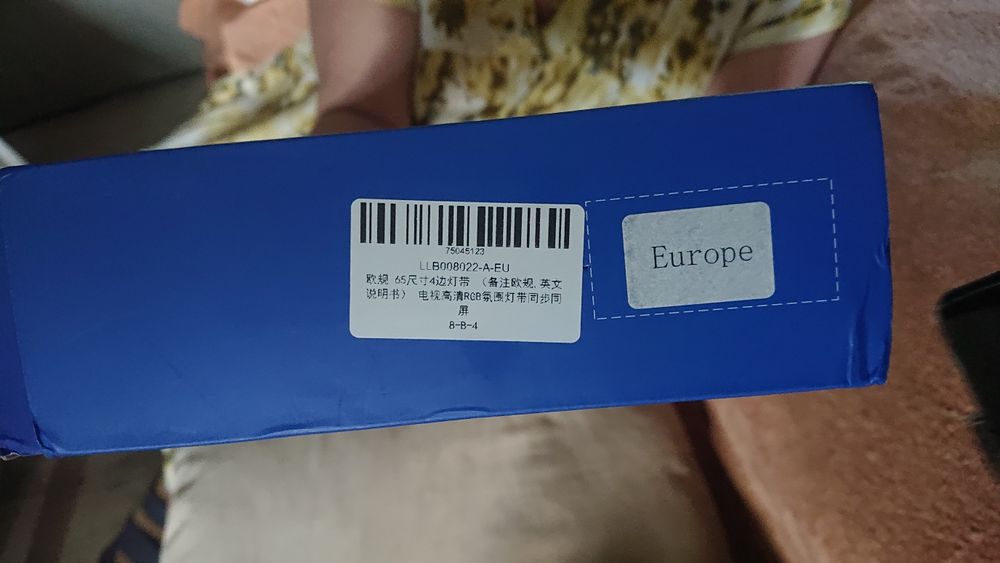 75045123
LLB008022-A-EU
欧规 65尺寸4边灯带 （备注欧规, 英文
说明书） 电视高清RGB氛围灯带同步同
屏
8-B-4
Europe